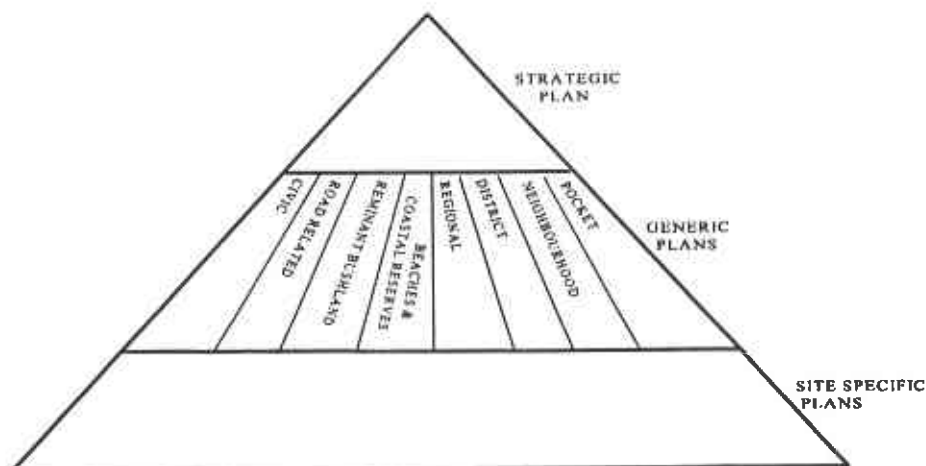 STRATEGIC
PLAN
CIVIC
ROAD RELATED
REMINANT BUSHLAND
BEACHES &
COASTAL RESERVES
REGIONAL
DISTRICT
NEIGHBOURHOOD
POCKET
GENERIC
PLANS
SITE SPECIFIC
PLANS